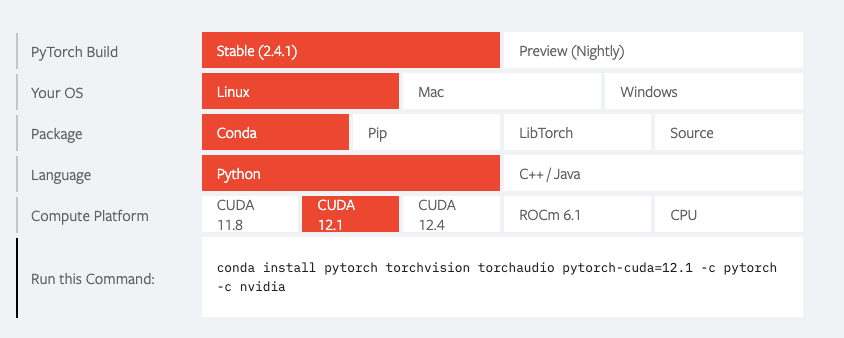 PyTorch Build
Stable (2.4.1)
Preview (Nightly)
Your OS
Linux
Mac
Windows
Package
Conda
Pip
LibTorch
Source
Language
Python
C++ / Java
Compute Platform
CUDA
11.8
CUDA
12.1
CUDA
12.4
ROCm 6.1
CPU
Run this Command:
conda install pytorch torchvision torchaudio pytorch-cuda=12.1 -c pytorch
-c nvidia